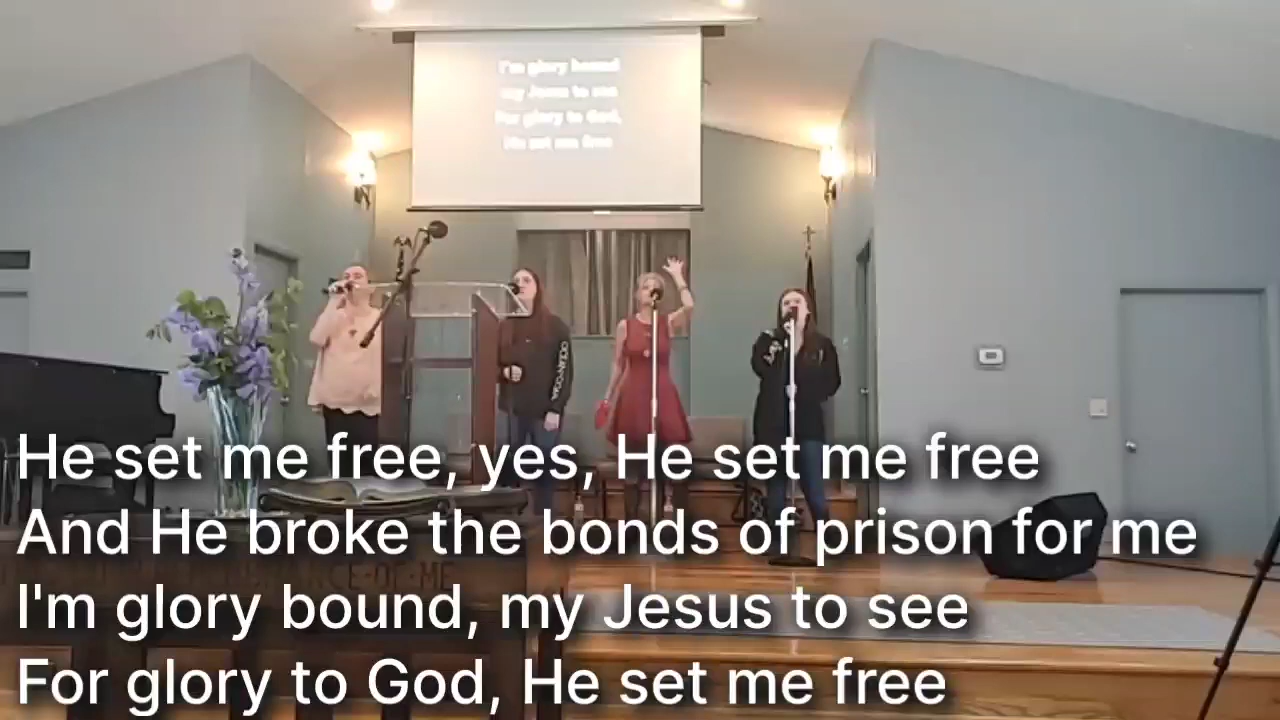 I'm glory bound
my Jesus to see
For glory to God,
He set me free
He set me free, yes, He set me free
And He broke the bonds of prison for me
I'm glory bound, my Jesus to see
For glory to God, He set me free